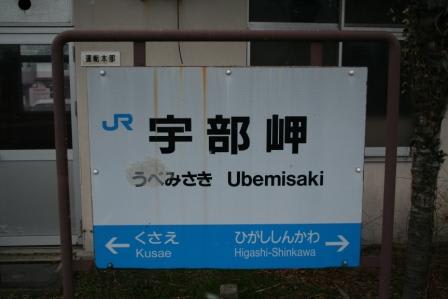 運転本部
JR 宇部岬
うべみさき Ubemisaki
← くさえ ひがししんかわ →
Kusae Higashi-Shinkawa